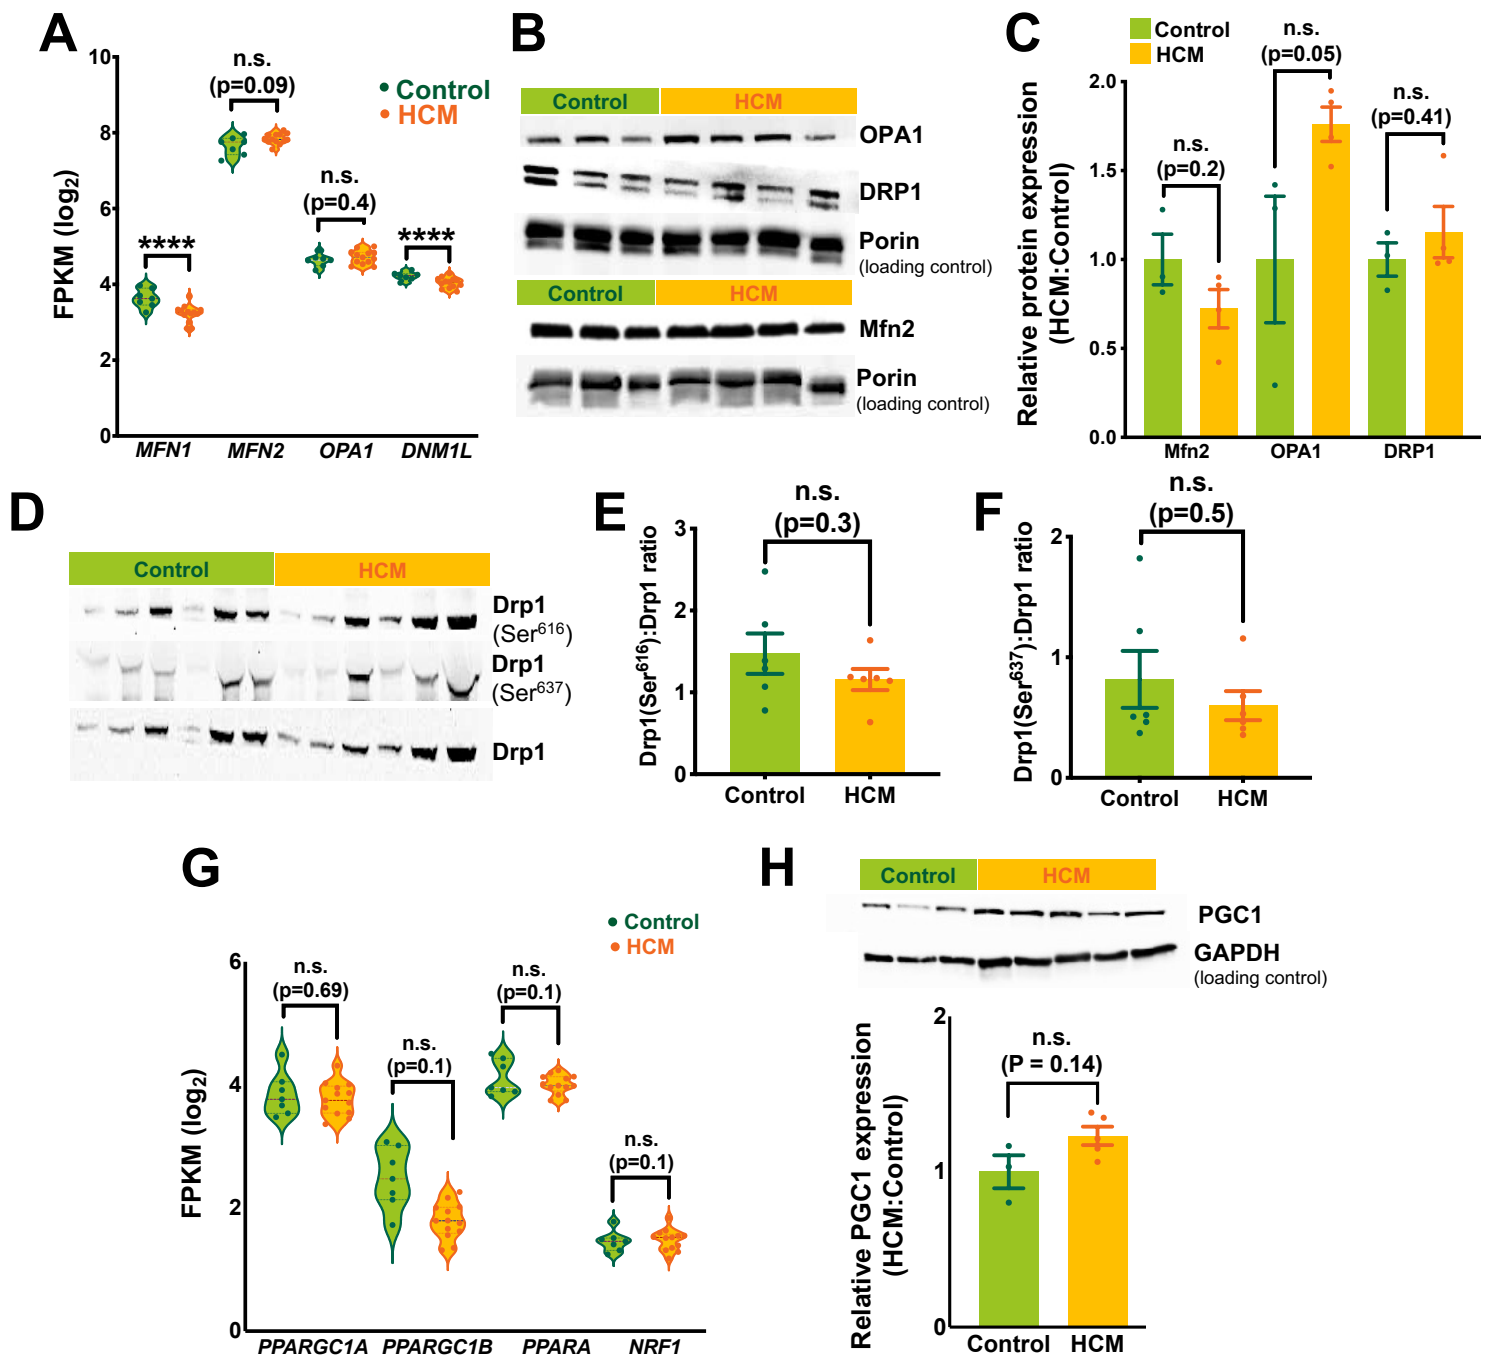 A
10
8
6
4
2
0
FPKM (log2)
n.s.
(p=0.09)
n.s.
(p=0.4)
****
****
Control
HCM
MFN1
MFN2
OPA1
DNM1L
B
Control
HCM
OPA1
DRP1
Porin
(loading control)
Control
HCM
Mfn2
Porin
(loading control)
C
Control
HCM
Relative protein expression
(HCM:Control)
2.0
1.5
1.0
0.5
0.0
n.s.
(p=0.2)
n.s.
(p=0.05)
n.s.
(p=0.41)
Mfn2
OPA1
DRP1
D
Control
HCM
Drp1
(Ser616)
Drp1
(Ser637)
Drp1
E
Drp1(Ser616):Drp1 ratio
3
2
1
0
n.s.
(p=0.3)
Control
HCM
F
Drp1(Ser637):Drp1 ratio
2
1
0
n.s.
(p=0.5)
Control
HCM
G
Control
HCM
FPKM (log2)
6
4
2
0
n.s.
(p=0.69)
n.s.
(p=0.1)
n.s.
(p=0.1)
n.s.
(p=0.1)
PPARGC1A
PPARGC1B
PPARA
NRF1
H
Control
HCM
PGC1
GAPDH
(loading control)
Relative PGC1 expression
(HCM:Control)
2
1
0
n.s.
(P = 0.14)
Control
HCM